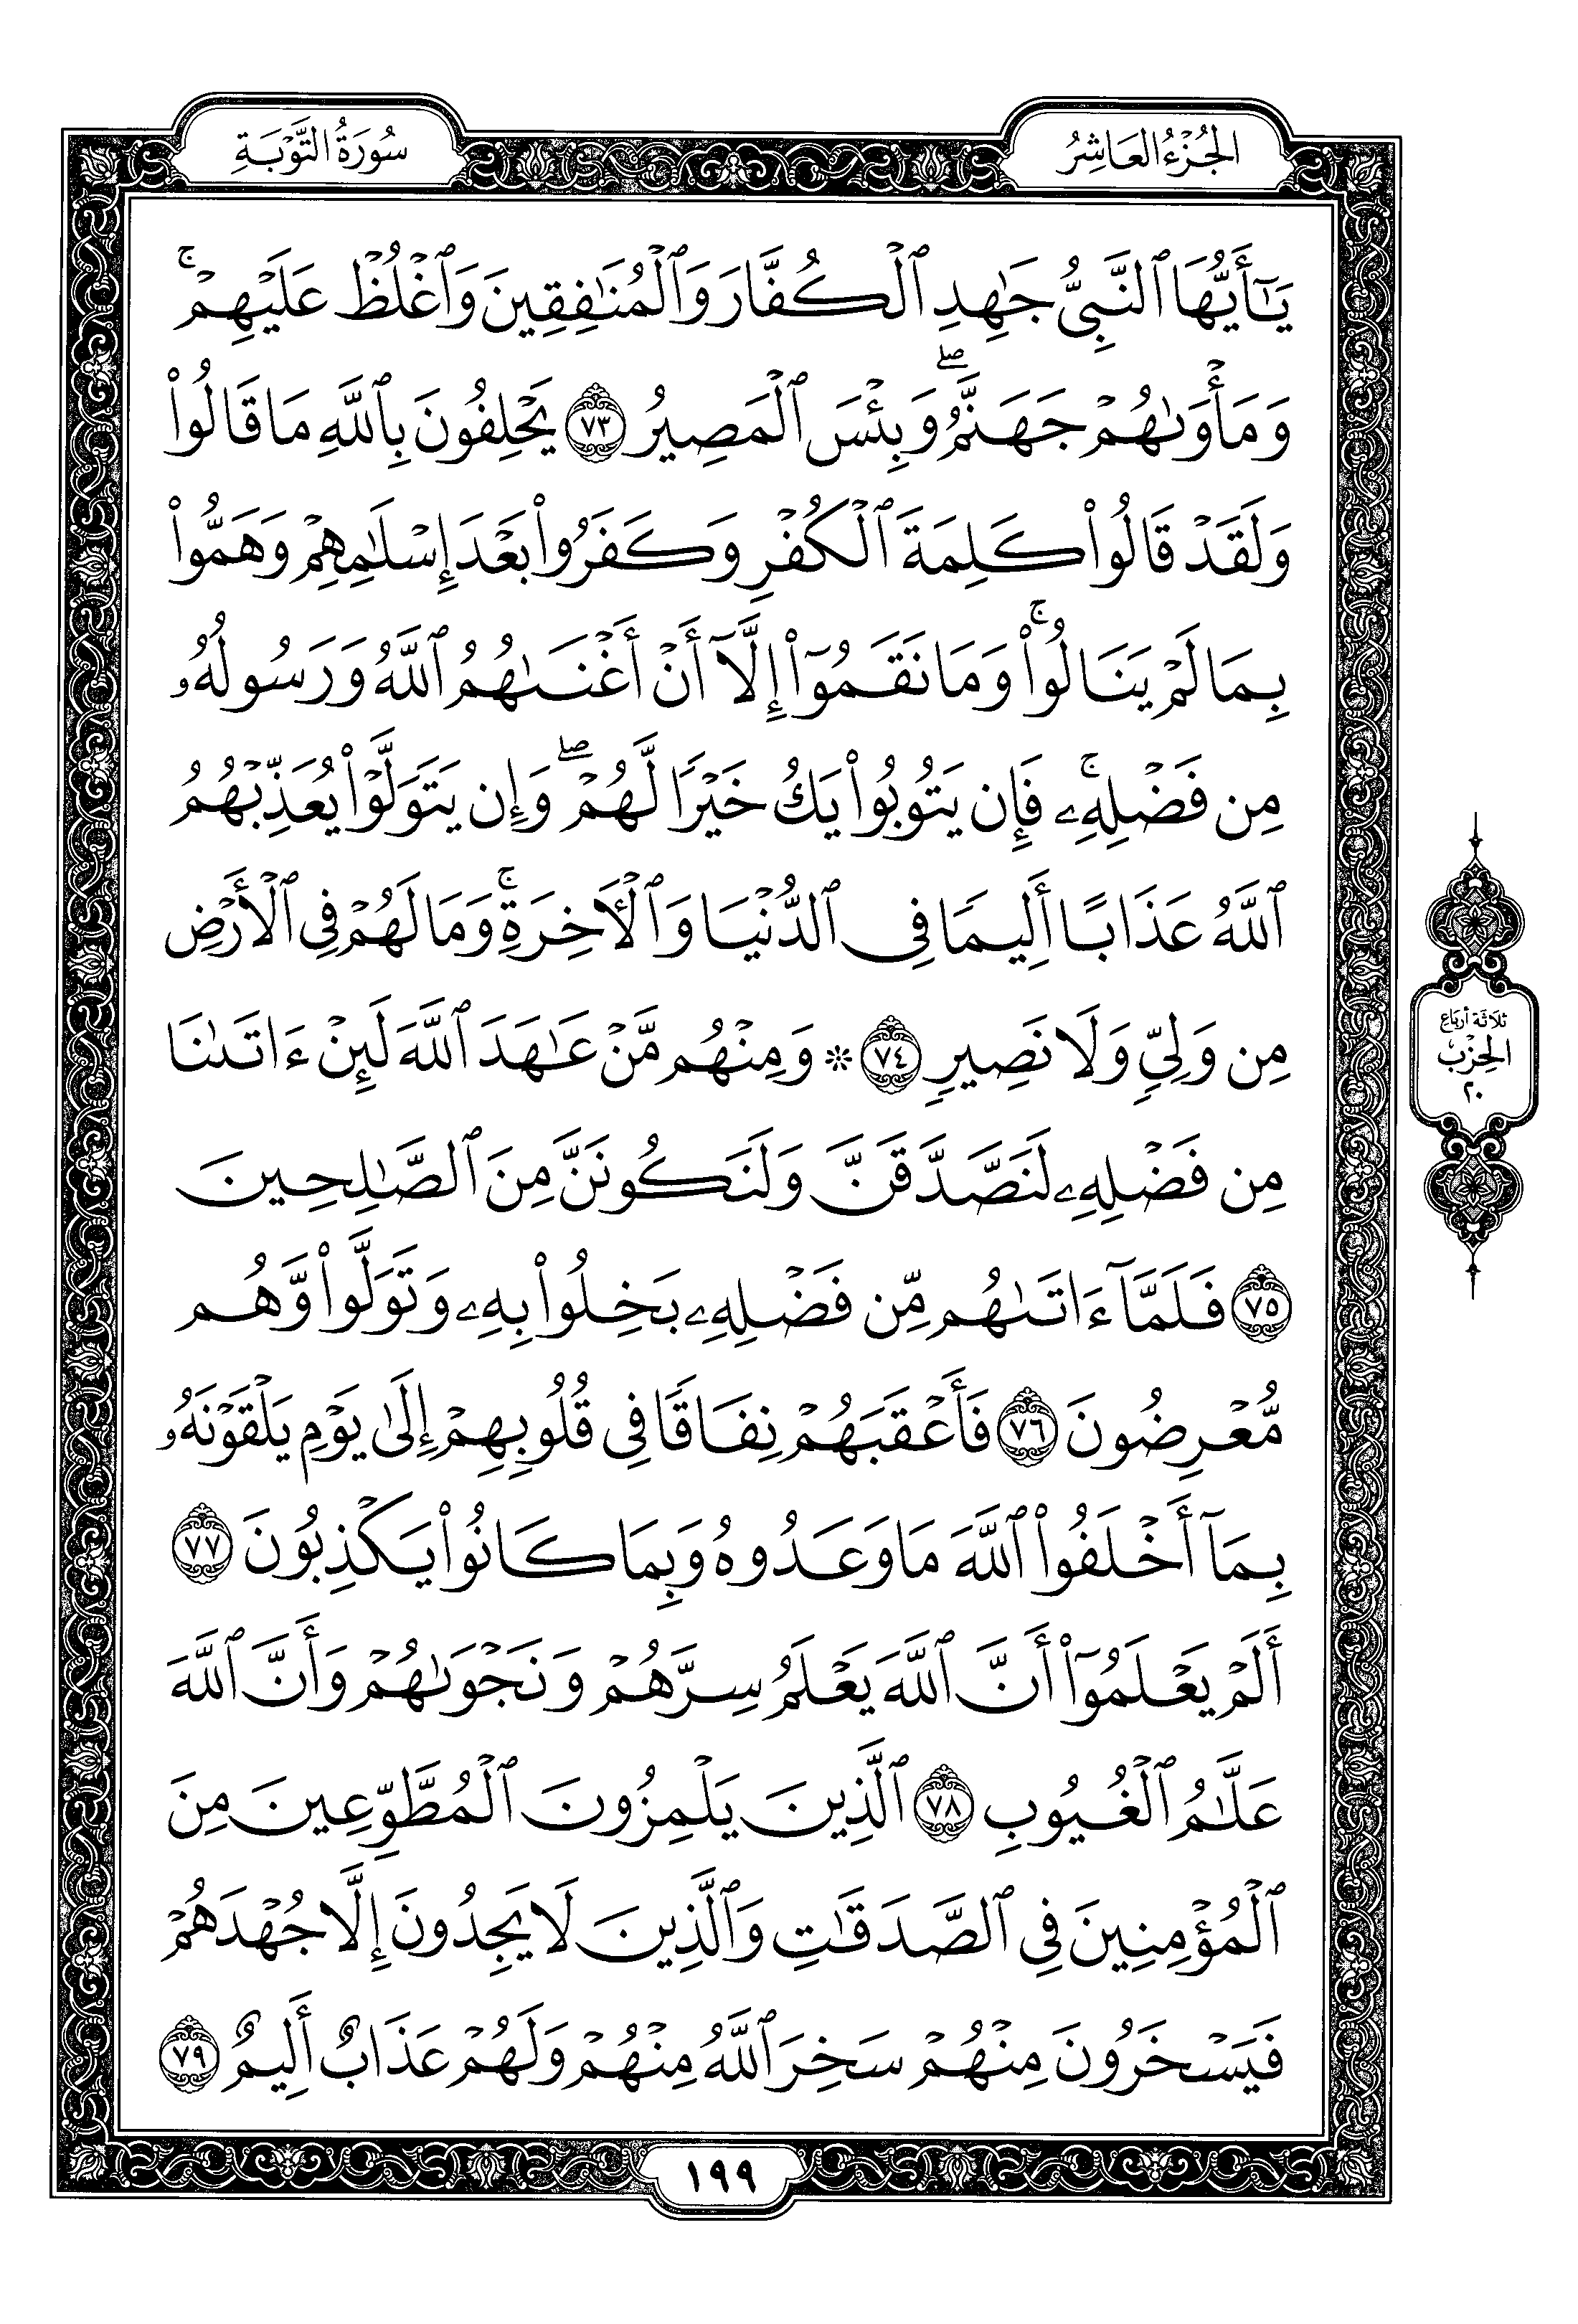 الجُزْءُ العَاشِرُ
سُورَةُ التَّوْبَةِ
يَـٰٓأَيُّهَا ٱلنَّبِىُّ جَـٰهِدِ ٱلْكُفَّارَ وَٱلْمُنَـٰفِقِينَ وَٱغْلُظْ عَلَيْهِمْ ۚ
وَمَأْوَىٰهُمْ جَهَنَّمُ ۖ وَبِئْسَ ٱلْمَصِيرُ ٧٣ يَحْلِفُونَ بِٱللَّهِ مَا قَالُوا۟
وَلَقَدْ قَالُوا۟ كَلِمَةَ ٱلْكُفْرِ وَكَفَرُوا۟ بَعْدَ إِسْلَـٰمِهِمْ وَهَمُّوا۟
بِمَا لَمْ يَنَالُوا۟ ۚ وَمَا نَقَمُوٓا۟ إِلَّآ أَنْ أَغْنَىٰهُمُ ٱللَّهُ وَرَسُولُهُۥ
مِن فَضْلِهِۦ ۚ فَإِن يَتُوبُوا۟ يَكُ خَيْرًا لَّهُمْ ۖ وَإِن يَتَوَلَّوْا۟ يُعَذِّبْهُمُ
ٱللَّهُ عَذَابًا أَلِيمًا فِى ٱلدُّنْيَا وَٱلْـَٔاخِرَةِ ۚ وَمَا لَهُمْ فِى ٱلْأَرْضِ
مِن وَلِىٍّ وَلَا نَصِيرٍ ٧٤ ۞ وَمِنْهُم مَّنْ عَـٰهَدَ ٱللَّهَ لَئِنْ ءَاتَىٰنَا
مِن فَضْلِهِۦ لَنَصَّدَّقَنَّ وَلَنَكُونَنَّ مِنَ ٱلصَّـٰلِحِينَ
٧٥ فَلَمَّآ ءَاتَىٰهُم مِّن فَضْلِهِۦ بَخِلُوا۟ بِهِۦ وَتَوَلَّوا۟ وَّهُم
مُّعْرِضُونَ ٧٦ فَأَعْقَبَهُمْ نِفَاقًا فِى قُلُوبِهِمْ إِلَىٰ يَوْمِ يَلْقَوْنَهُۥ
بِمَآ أَخْلَفُوا۟ ٱللَّهَ مَا وَعَدُوهُ وَبِمَا كَانُوا۟ يَكْذِبُونَ ٧٧
أَلَمْ يَعْلَمُوٓا۟ أَنَّ ٱللَّهَ يَعْلَمُ سِرَّهُمْ وَنَجْوَىٰهُمْ وَأَنَّ ٱللَّهَ
عَلَّـٰمُ ٱلْغُيُوبِ ٧٨ ٱلَّذِينَ يَلْمِزُونَ ٱلْمُطَّوِّعِينَ مِنَ
ٱلْمُؤْمِنِينَ فِى ٱلصَّدَقَـٰتِ وَٱلَّذِينَ لَا يَجِدُونَ إِلَّا جُهْدَهُمْ
فَيَسْخَرُونَ مِنْهُمْ سَخِرَ ٱللَّهُ مِنْهُمْ وَلَهُمْ عَذَابٌ أَلِيمٌ ٧٩
ثلاثة أرباع
الحِزْب
٢٠
١٩٩